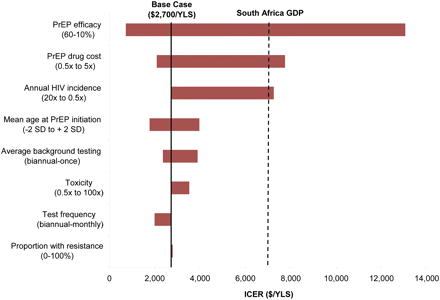 Base Case
($2,700/YLS)
South Africa GDP
PrEP efficacy
(60-10%)
PrEP drug cost
(0.5x to 5x)
Annual HIV incidence
(20x to 0.5x)
Mean age at PrEP initiation
(-2 SD to + 2 SD)
Average background testing
(biannual-once)
Toxicity
(0.5x to 100x)
Test frequency
(biannual-monthly)
Proportion with resistance
(0-100%)
0 2,000 4,000 6,000 8,000 10,000 12,000 14,000
ICER ($/YLS)